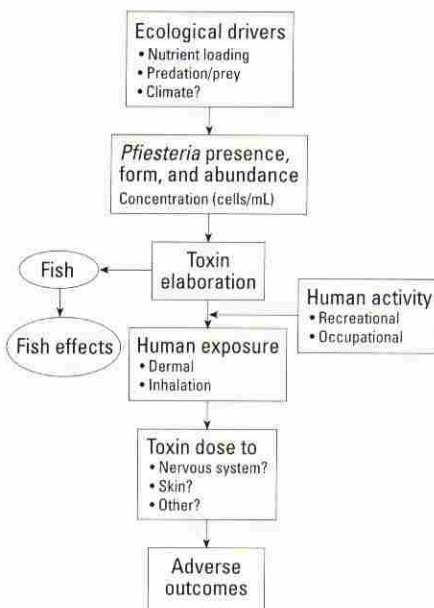 Ecological drivers
• Nutrient loading
• Predation/prey
• Climate?
Pfiesteria presence,
form, and abundance
Concentration (cells/mL)
Toxin
elaboration
Fish
Fish effects
Human activity
• Recreational
• Occupational
Human exposure
• Dermal
• Inhalation
Toxin dose to
• Nervous system?
• Skin?
• Other?
Adverse
outcomes